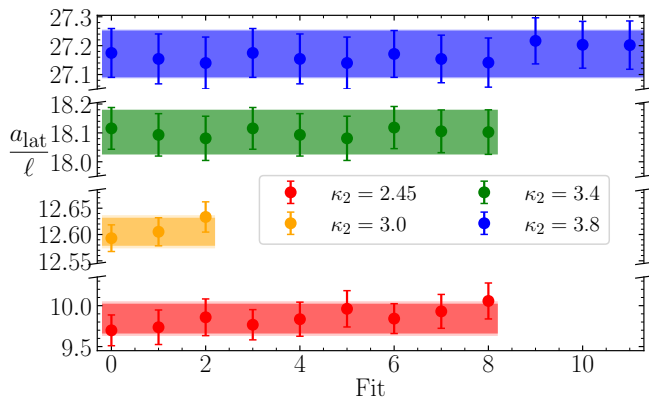 27.3
27.2
27.1
18.2
18.1
18.0
12.65
12.60
12.55
10.0
9.5
a_lat/ℓ
κ₂ = 2.45
κ₂ = 3.0
κ₂ = 3.4
κ₂ = 3.8
0 2 4 6 8 10
Fit